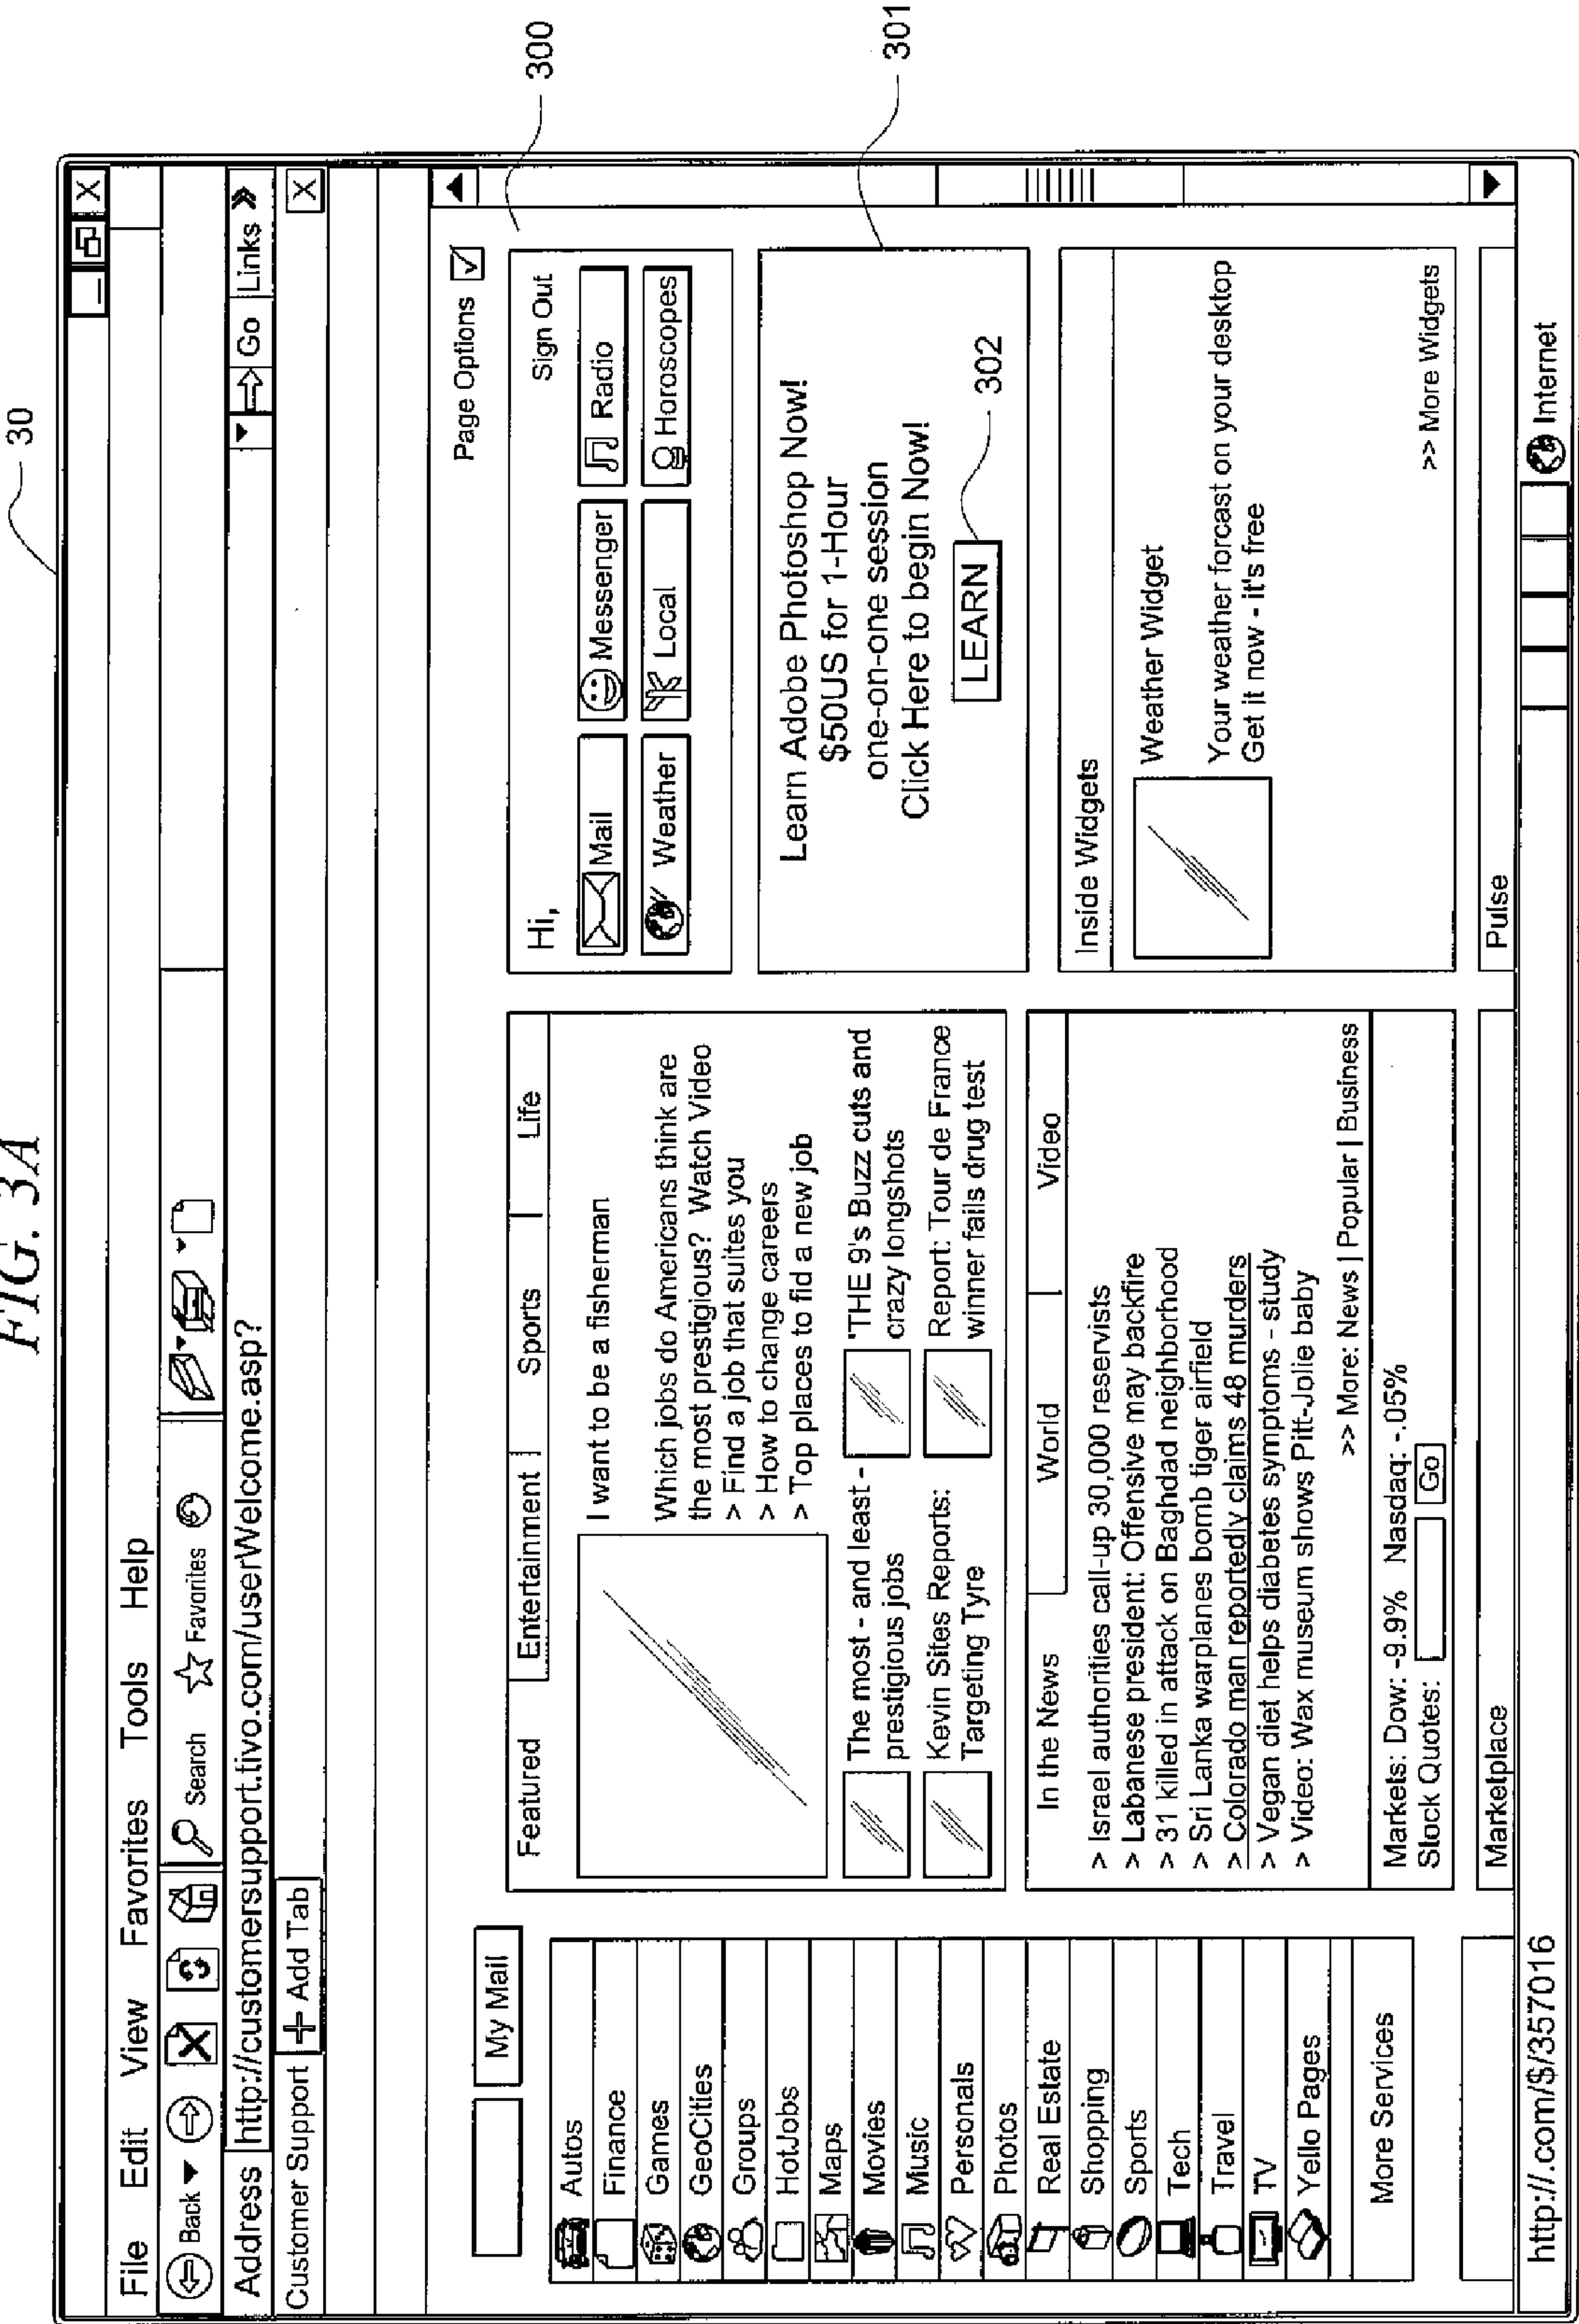 FIG. 3A
30
X
File Edit View Favorites Tools Help
Back Search Favorites
Address http://customersupport.tivo.com/userWelcome.asp? Go Links »
Customer Support + Add Tab X
My Mail
Page Options
300
Autos
Finance
Games
GeoCities
Groups
HotJobs
Maps
Movies
Music
Personals
Photos
Real Estate
Shopping
Sports
Tech
Travel
TV
Yello Pages
More Services
Featured Entertainment Sports Life
I want to be a fisherman
Which jobs do Americans think are
the most prestigious? Watch Video
> Find a job that suites you
> How to change careers
> Top places to fid a new job
The most - and least -
prestigious jobs
'THE 9's Buzz cuts and
crazy longshots
Kevin Sites Reports:
Targeting Tyre
Report: Tour de France
winner fails drug test
In the News World Video
> Israel authorities call-up 30,000 reservists
> Labanese president: Offensive may backfire
> 31 killed in attack on Baghdad neighborhood
> Sri Lanka warplanes bomb tiger airfield
> Colorado man reportedly claims 48 murders
> Vegan diet helps diabetes symptoms - study
> Video: Wax museum shows Pitt-Jolie baby
>> More: News | Popular | Business
Markets: Dow: -9.9% Nasdaq: -.05%
Stock Quotes: Go
Marketplace
Hi, Sign Out
Mail Messenger Radio
Weather Local Horoscopes
301
Learn Adobe Photoshop Now!
$50US for 1-Hour
one-on-one session
Click Here to begin Now!
LEARN
302
Inside Widgets
Weather Widget
Your weather forcast on your desktop
Get it now - it's free
>> More Widgets
Pulse
http://.com/$/357016 Internet